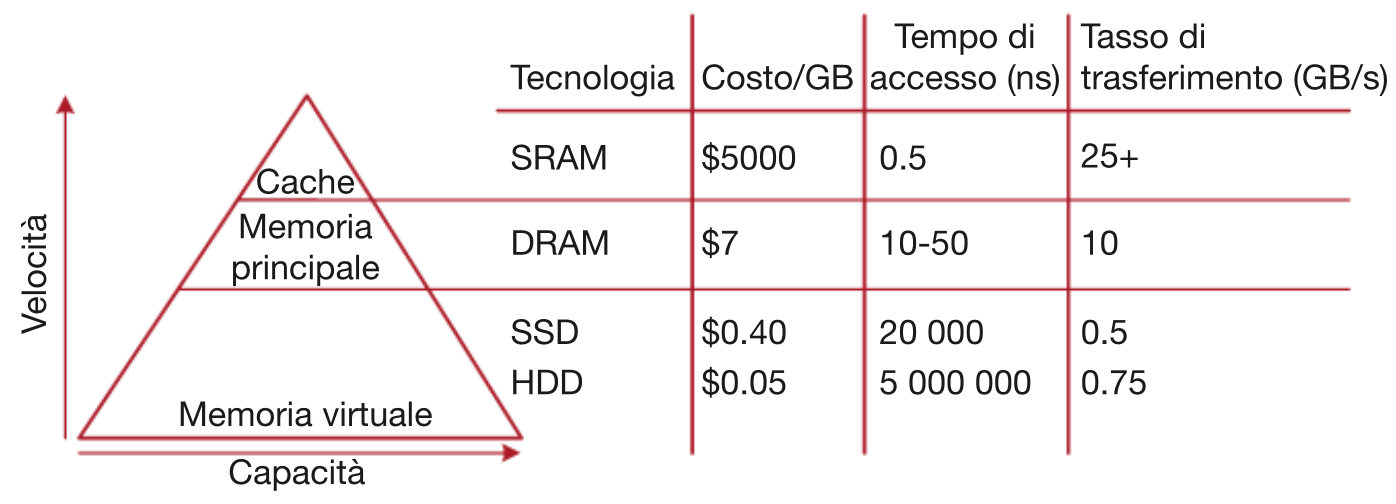 Tecnologia Costo/GB Tempo di accesso (ns) Tasso di trasferimento (GB/s)
SRAM $5000 0.5 25+
DRAM $7 10-50 10
SSD $0.40 20 000 0.5
HDD $0.05 5 000 000 0.75
Velocità
Cache
Memoria
principale
Memoria virtuale
Capacità